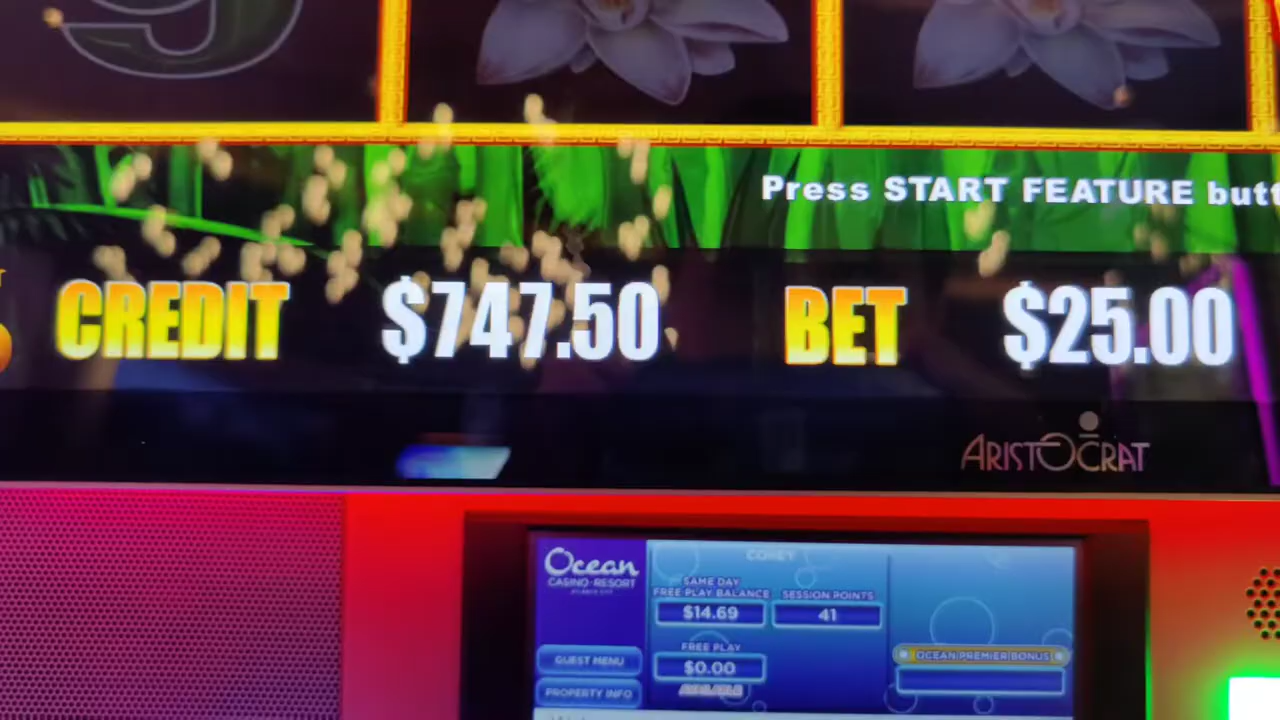 Press START FEATURE
CREDIT $747.50 BET $25.00
ARISTOCRAT
Ocean
CASINO·RESORT
SAME DAY
FREE PLAY BALANCE
$14.69
SESSION POINTS
41
FREE PLAY
$0.00
AVAILABLE
GUEST MENU
PROPERTY INFO
OCEAN PREMIER BONUS